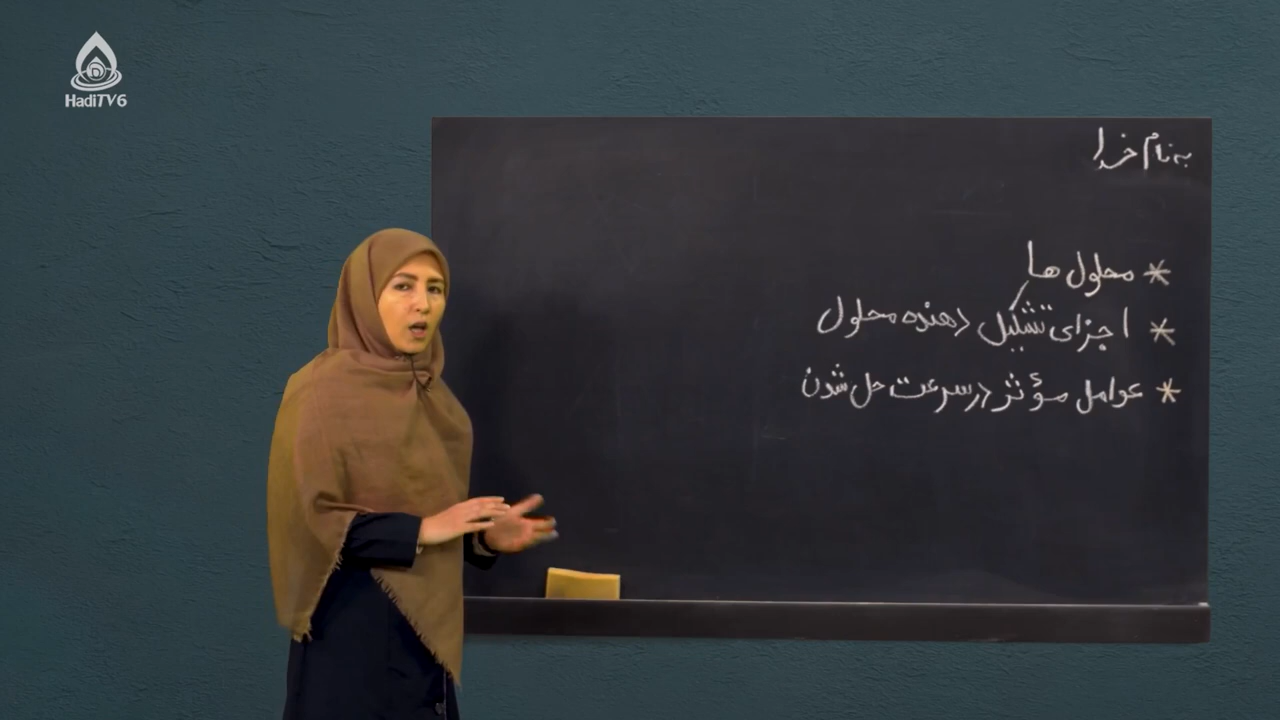 HadiTV6
به نام خدا
* محلول ها
* اجزای تشکیل دهنده محلول
* عوامل مؤثر در سرعت حل شدن